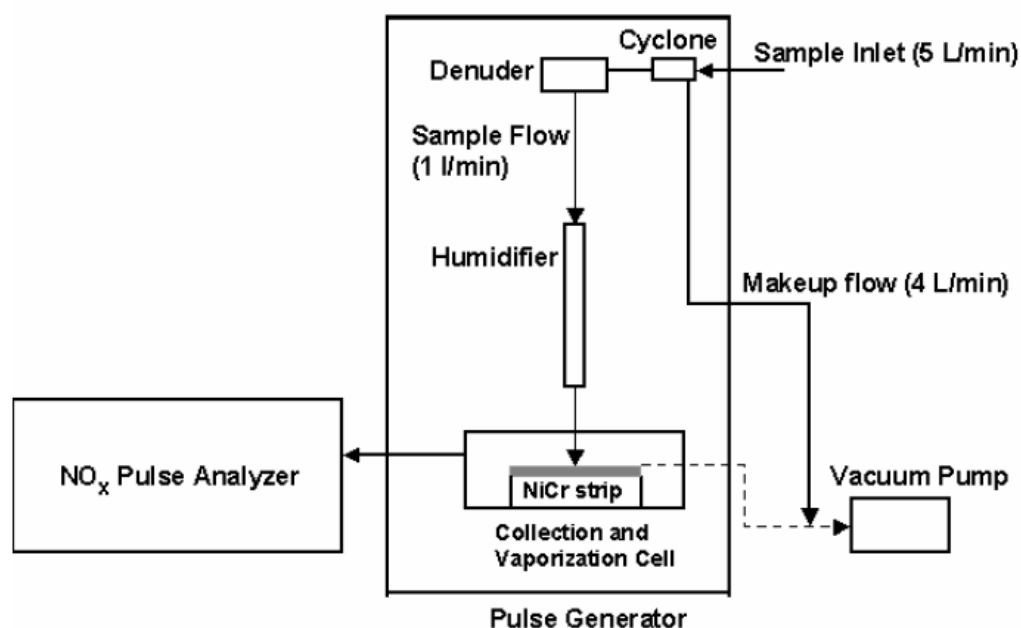 Cyclone
Sample Inlet (5 L/min)
Denuder
Sample Flow
(1 l/min)
Humidifier
Makeup flow (4 L/min)
NOx Pulse Analyzer
NiCr strip
Vacuum Pump
Collection and
Vaporization Cell
Pulse Generator